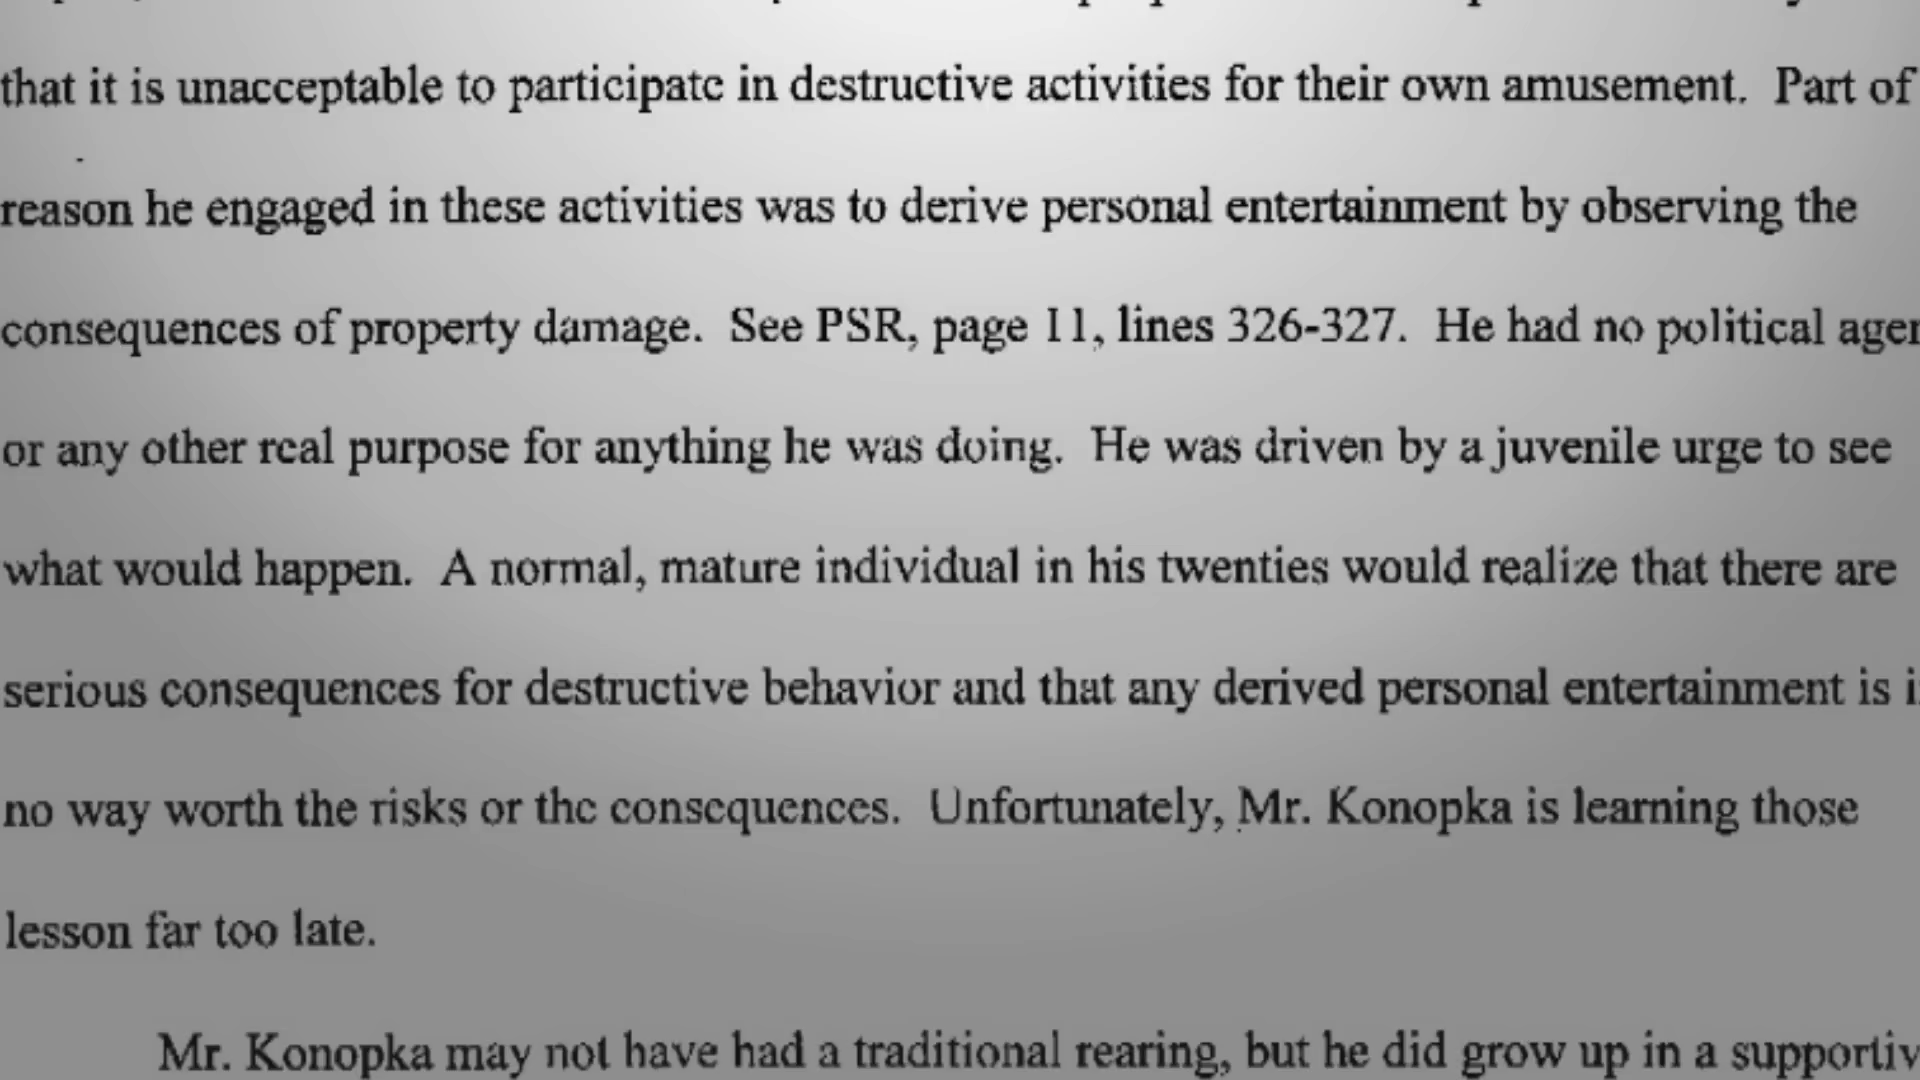 that it is unacceptable to participate in destructive activities for their own amusement. Part of
reason he engaged in these activities was to derive personal entertainment by observing the
consequences of property damage. See PSR, page 11, lines 326-327. He had no political agen
or any other real purpose for anything he was doing. He was driven by a juvenile urge to see
what would happen. A normal, mature individual in his twenties would realize that there are
serious consequences for destructive behavior and that any derived personal entertainment is i
no way worth the risks or the consequences. Unfortunately, Mr. Konopka is learning those
lesson far too late.
Mr. Konopka may not have had a traditional rearing, but he did grow up in a supportiv